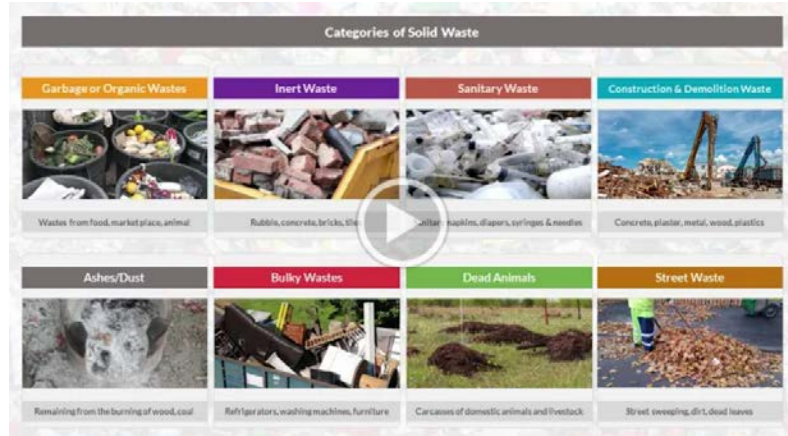 Categories of Solid Waste
Garbage or Organic Wastes
Inert Waste
Sanitary Waste
Construction & Demolition Waste
Wastes from food, market place, animal
Rubble, concrete, bricks, tiles
Sanitary napkins, diapers, syringes & needles
Concrete, plaster, metal, wood, plastics
Ashes/Dust
Bulky Wastes
Dead Animals
Street Waste
Remaining from the burning of wood, coal
Refrigerators, washing machines, furniture
Carcasses of domestic animals and livestock
Street sweeping, dirt, dead leaves